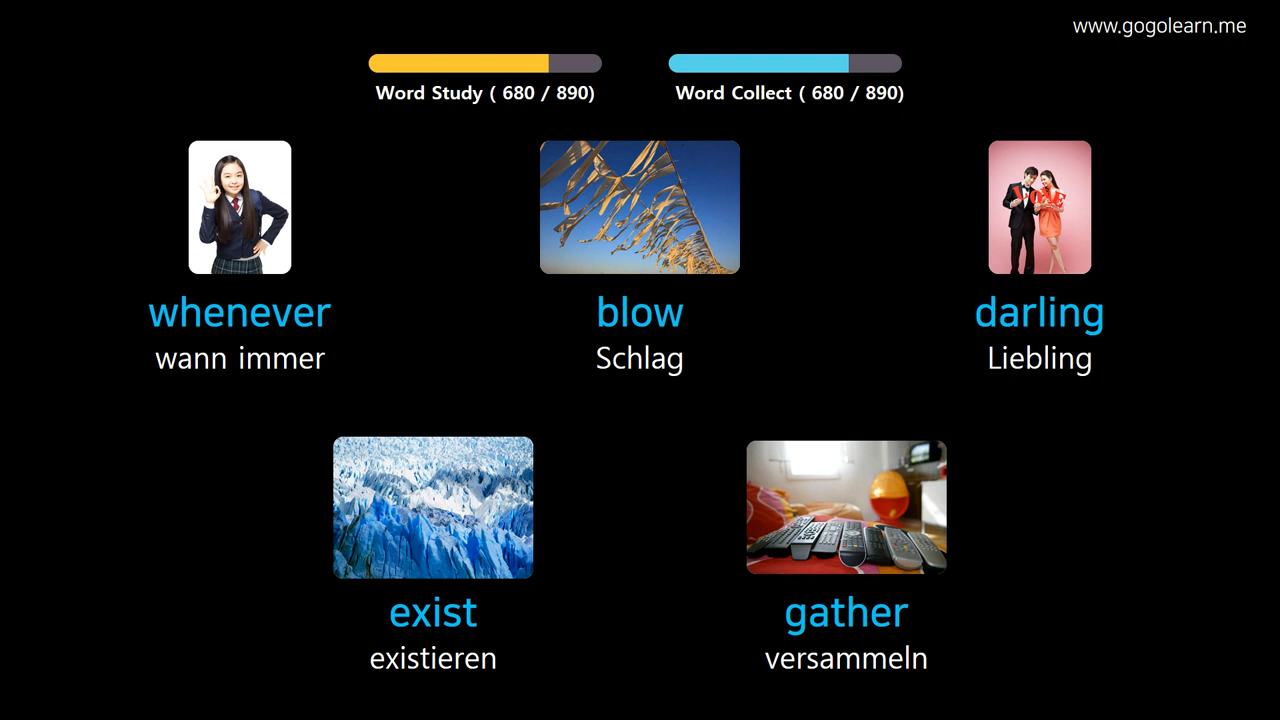 www.gogolearn.me
Word Study ( 680 / 890)
Word Collect ( 680 / 890)
whenever
wann immer
blow
Schlag
darling
Liebling
exist
existieren
gather
versammeln